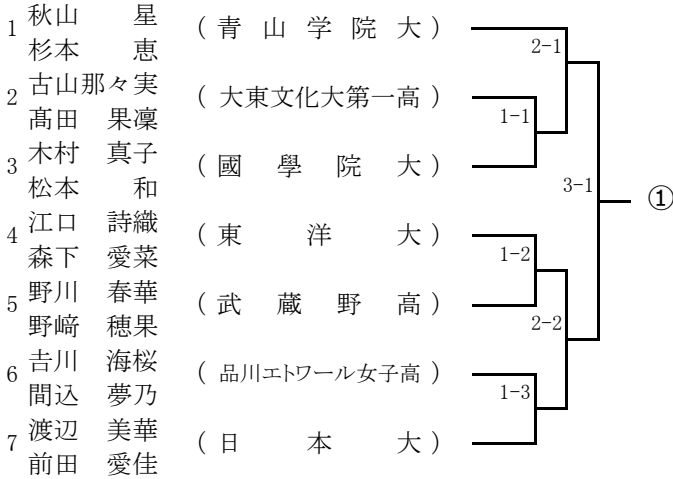 秋山 星
1 (青山学院大)
杉本 恵
2-1
古山那々実
2 (大東文化大第一高)
1-1
髙田 果凜
木村 真子
3 (國學院大)
松本 和
3-1
①
江口 詩織
4 (東洋大)
1-2
森下 愛菜
野川 春華
5 (武蔵野高)
野﨑 穂果
2-2
𠮷川 海桜
6 (品川エトワール女子高)
1-3
間込 夢乃
渡辺 美華
7 (日本大)
前田 愛佳